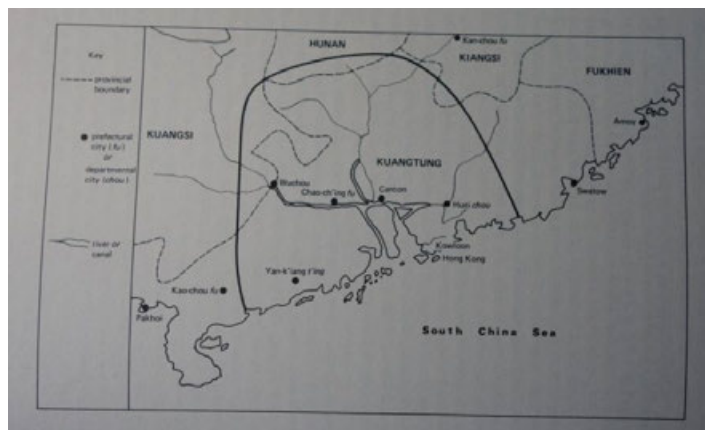 Key
provincial
boundary
prefectural
city (fu)
or
departmental
city (chou)
river or
canal
HUNAN
Kan-chou fu
KIANGSI
FUKHIEN
Amoy
KUANGSI
KUANGTUNG
Swatow
Wuchou
Chao-ch'ing fu
Canton
Hui-chou
Kowloon
Hong Kong
Yan-k'iang t'ing
Kao-chou fu
Pakhoi
South China Sea